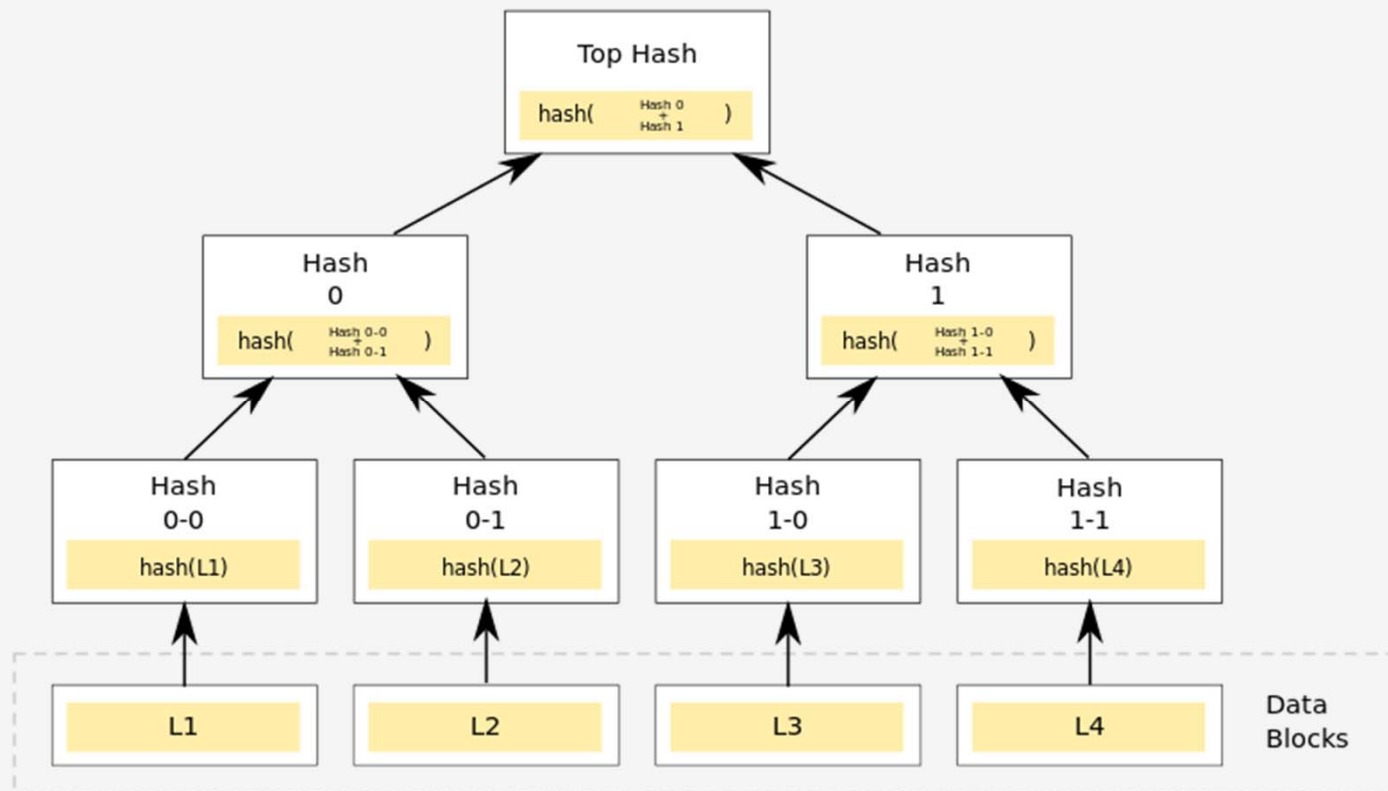 Top Hash
hash( Hash 0 + Hash 1 )
Hash
0
hash( Hash 0-0 + Hash 0-1 )
Hash
1
hash( Hash 1-0 + Hash 1-1 )
Hash
0-0
hash(L1)
Hash
0-1
hash(L2)
Hash
1-0
hash(L3)
Hash
1-1
hash(L4)
L1
L2
L3
L4
Data
Blocks